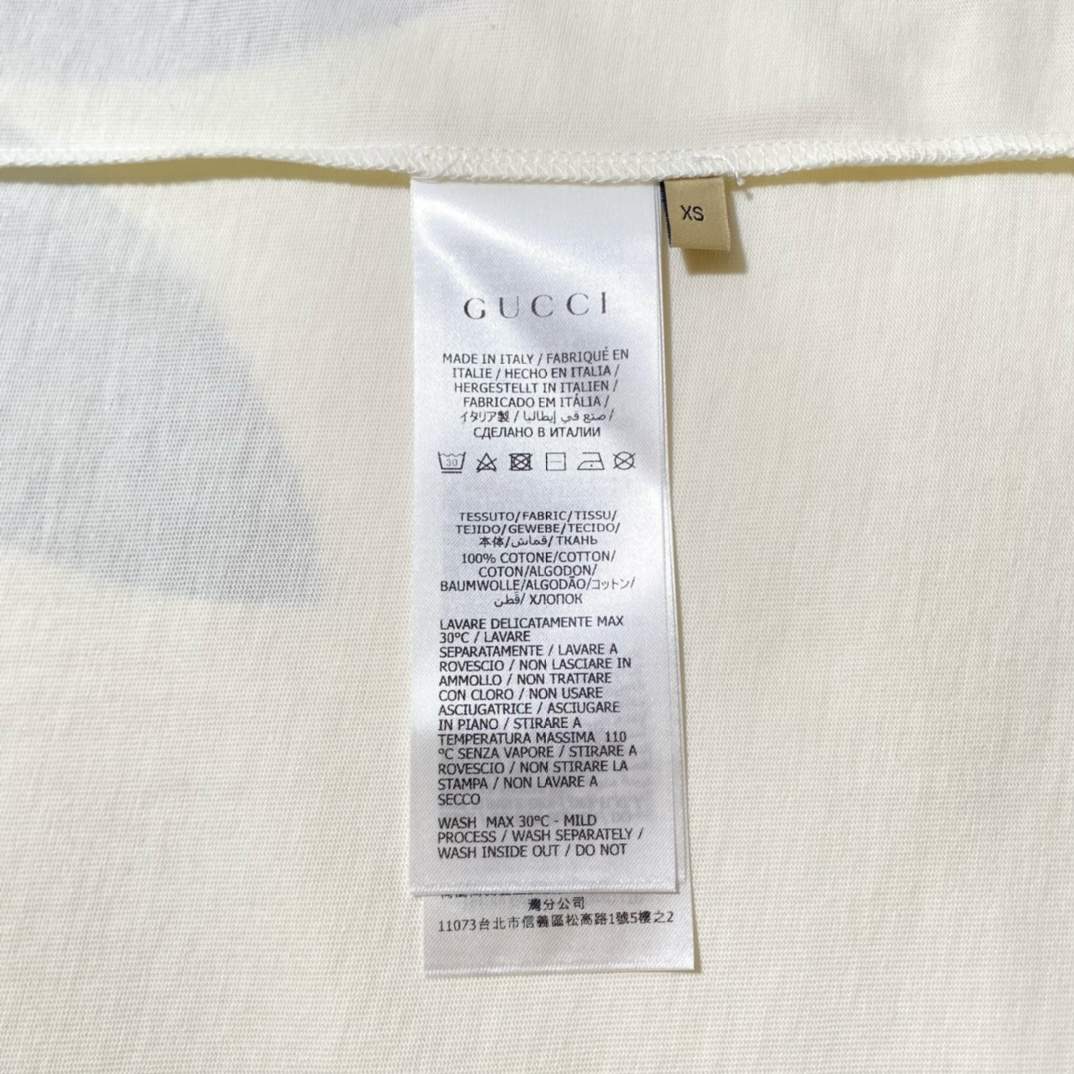 XS
GUCCI
MADE IN ITALY / FABRIQUÉ EN
ITALIE / HECHO EN ITALIA /
HERGESTELLT IN ITALIEN /
FABRICADO EM ITÁLIA /
イタリア製 / صنع في إيطاليا /
СДЕЛАНО В ИТАЛИИ
30
TESSUTO/FABRIC/TISSU/
TEJIDO/GEWEBE/TECIDO/
本体/قماش/ТКАНЬ
100% COTONE/COTTON/
COTON/ALGODON/
BAUMWOLLE/ALGODÃO/コットン/
قطن/ ХЛОПОК
LAVARE DELICATAMENTE MAX
30°C / LAVARE
SEPARATAMENTE / LAVARE A
ROVESCIO / NON LASCIARE IN
AMMOLLO / NON TRATTARE
CON CLORO / NON USARE
ASCIUGATRICE / ASCIUGARE
IN PIANO / STIRARE A
TEMPERATURA MASSIMA 110
°C SENZA VAPORE / STIRARE A
ROVESCIO / NON STIRARE LA
STAMPA / NON LAVARE A
SECCO
WASH MAX 30°C - MILD
PROCESS / WASH SEPARATELY /
WASH INSIDE OUT / DO NOT
灣分公司
11073台北市信義區松高路1號5樓之2